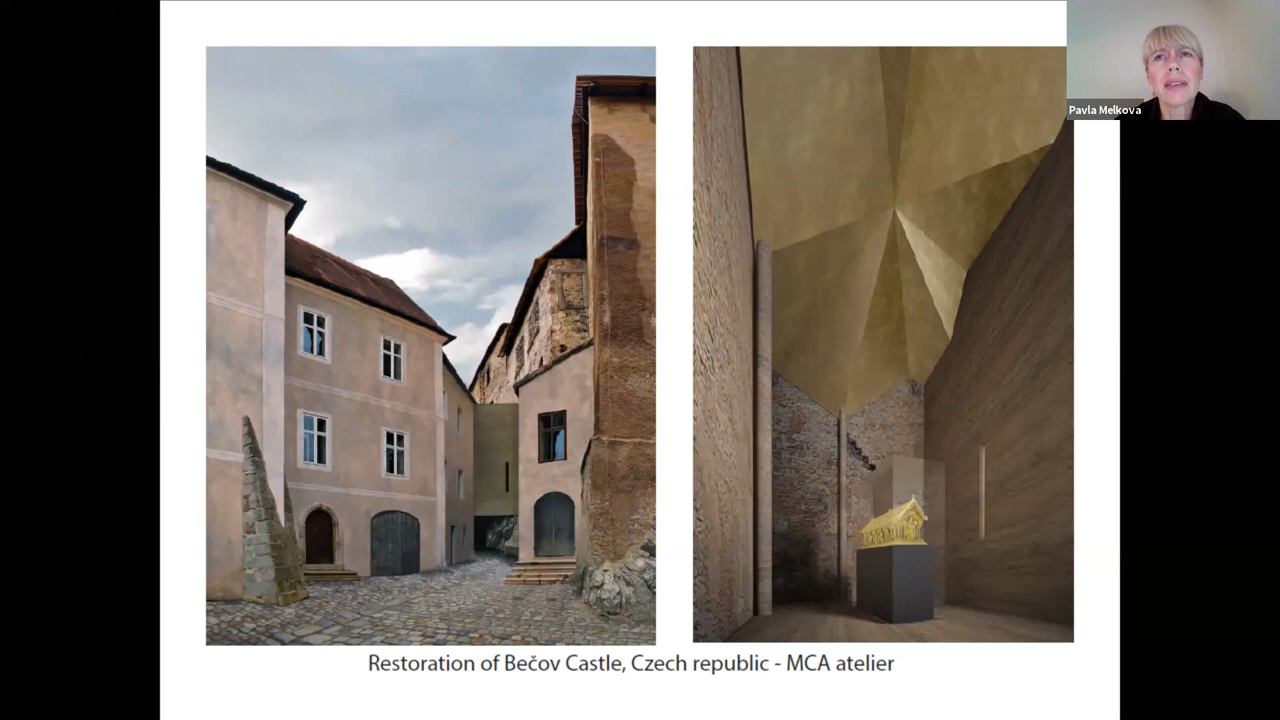 Pavla Melkova
Restoration of Bečov Castle, Czech republic - MCA atelier